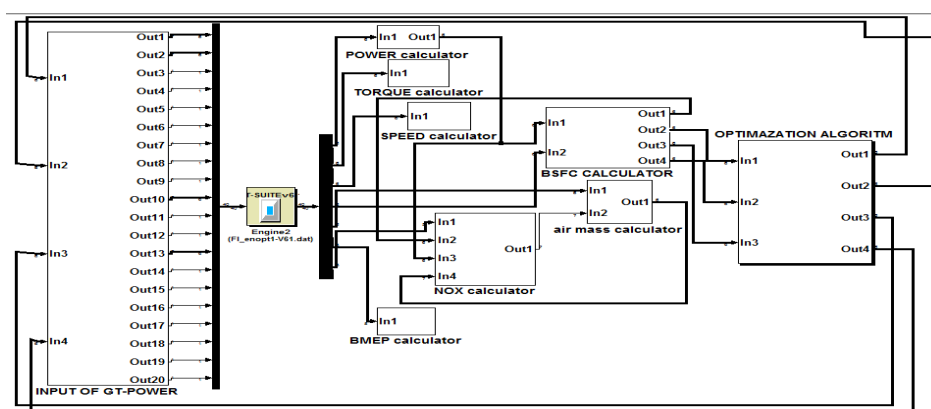 In1
In2
In3
In4
Out1
Out2
Out3
Out4
Out5
Out6
Out7
Out8
Out9
Out10
Out11
Out12
Out13
Out14
Out15
Out16
Out17
Out18
Out19
Out20
INPUT OF GT-POWER
T-SUITEv6
Engine2
(FI_enopt1-V61.dat)
In1 Out1
POWER calculator
In1
TORQUE calculator
In1
SPEED calculator
In1
In2
Out1
Out2
Out3
Out4
BSFC CALCULATOR
In1
In2
Out1
air mass calculator
In1
In2
In3
In4
Out1
NOX calculator
In1
BMEP calculator
OPTIMAZATION ALGORITM
In1
In2
In3
Out1
Out2
Out3
Out4